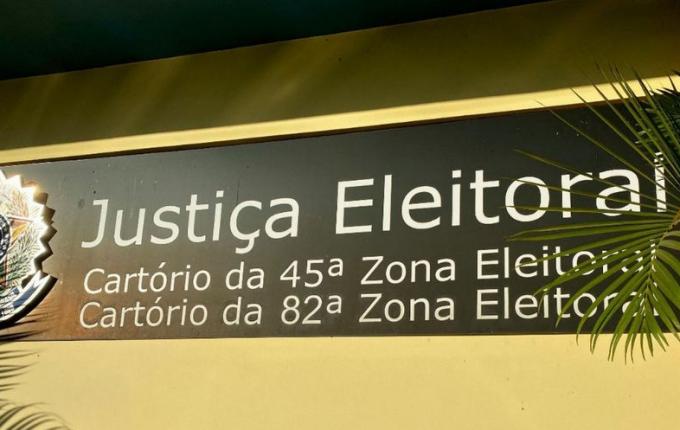 Justiça Eleitoral
Cartório da 45ª Zona Eleitoral
Cartório da 82ª Zona Eleitoral